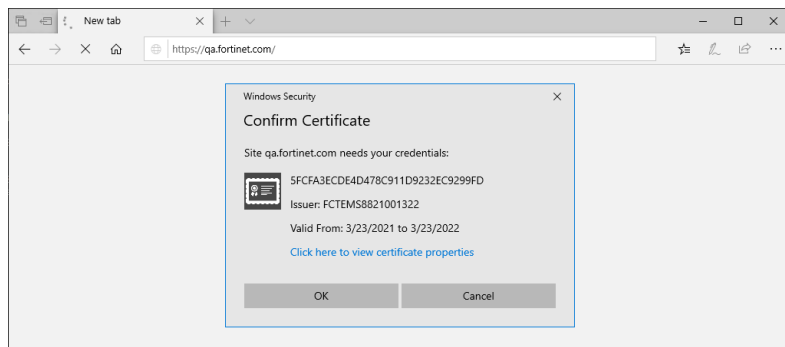 New tab
https://qa.fortinet.com/
Windows Security
Confirm Certificate
Site qa.fortinet.com needs your credentials:
5FCFA3ECDE4D478C911D9232EC9299FD
Issuer: FCTEMS8821001322
Valid From: 3/23/2021 to 3/23/2022
Click here to view certificate properties
OK
Cancel